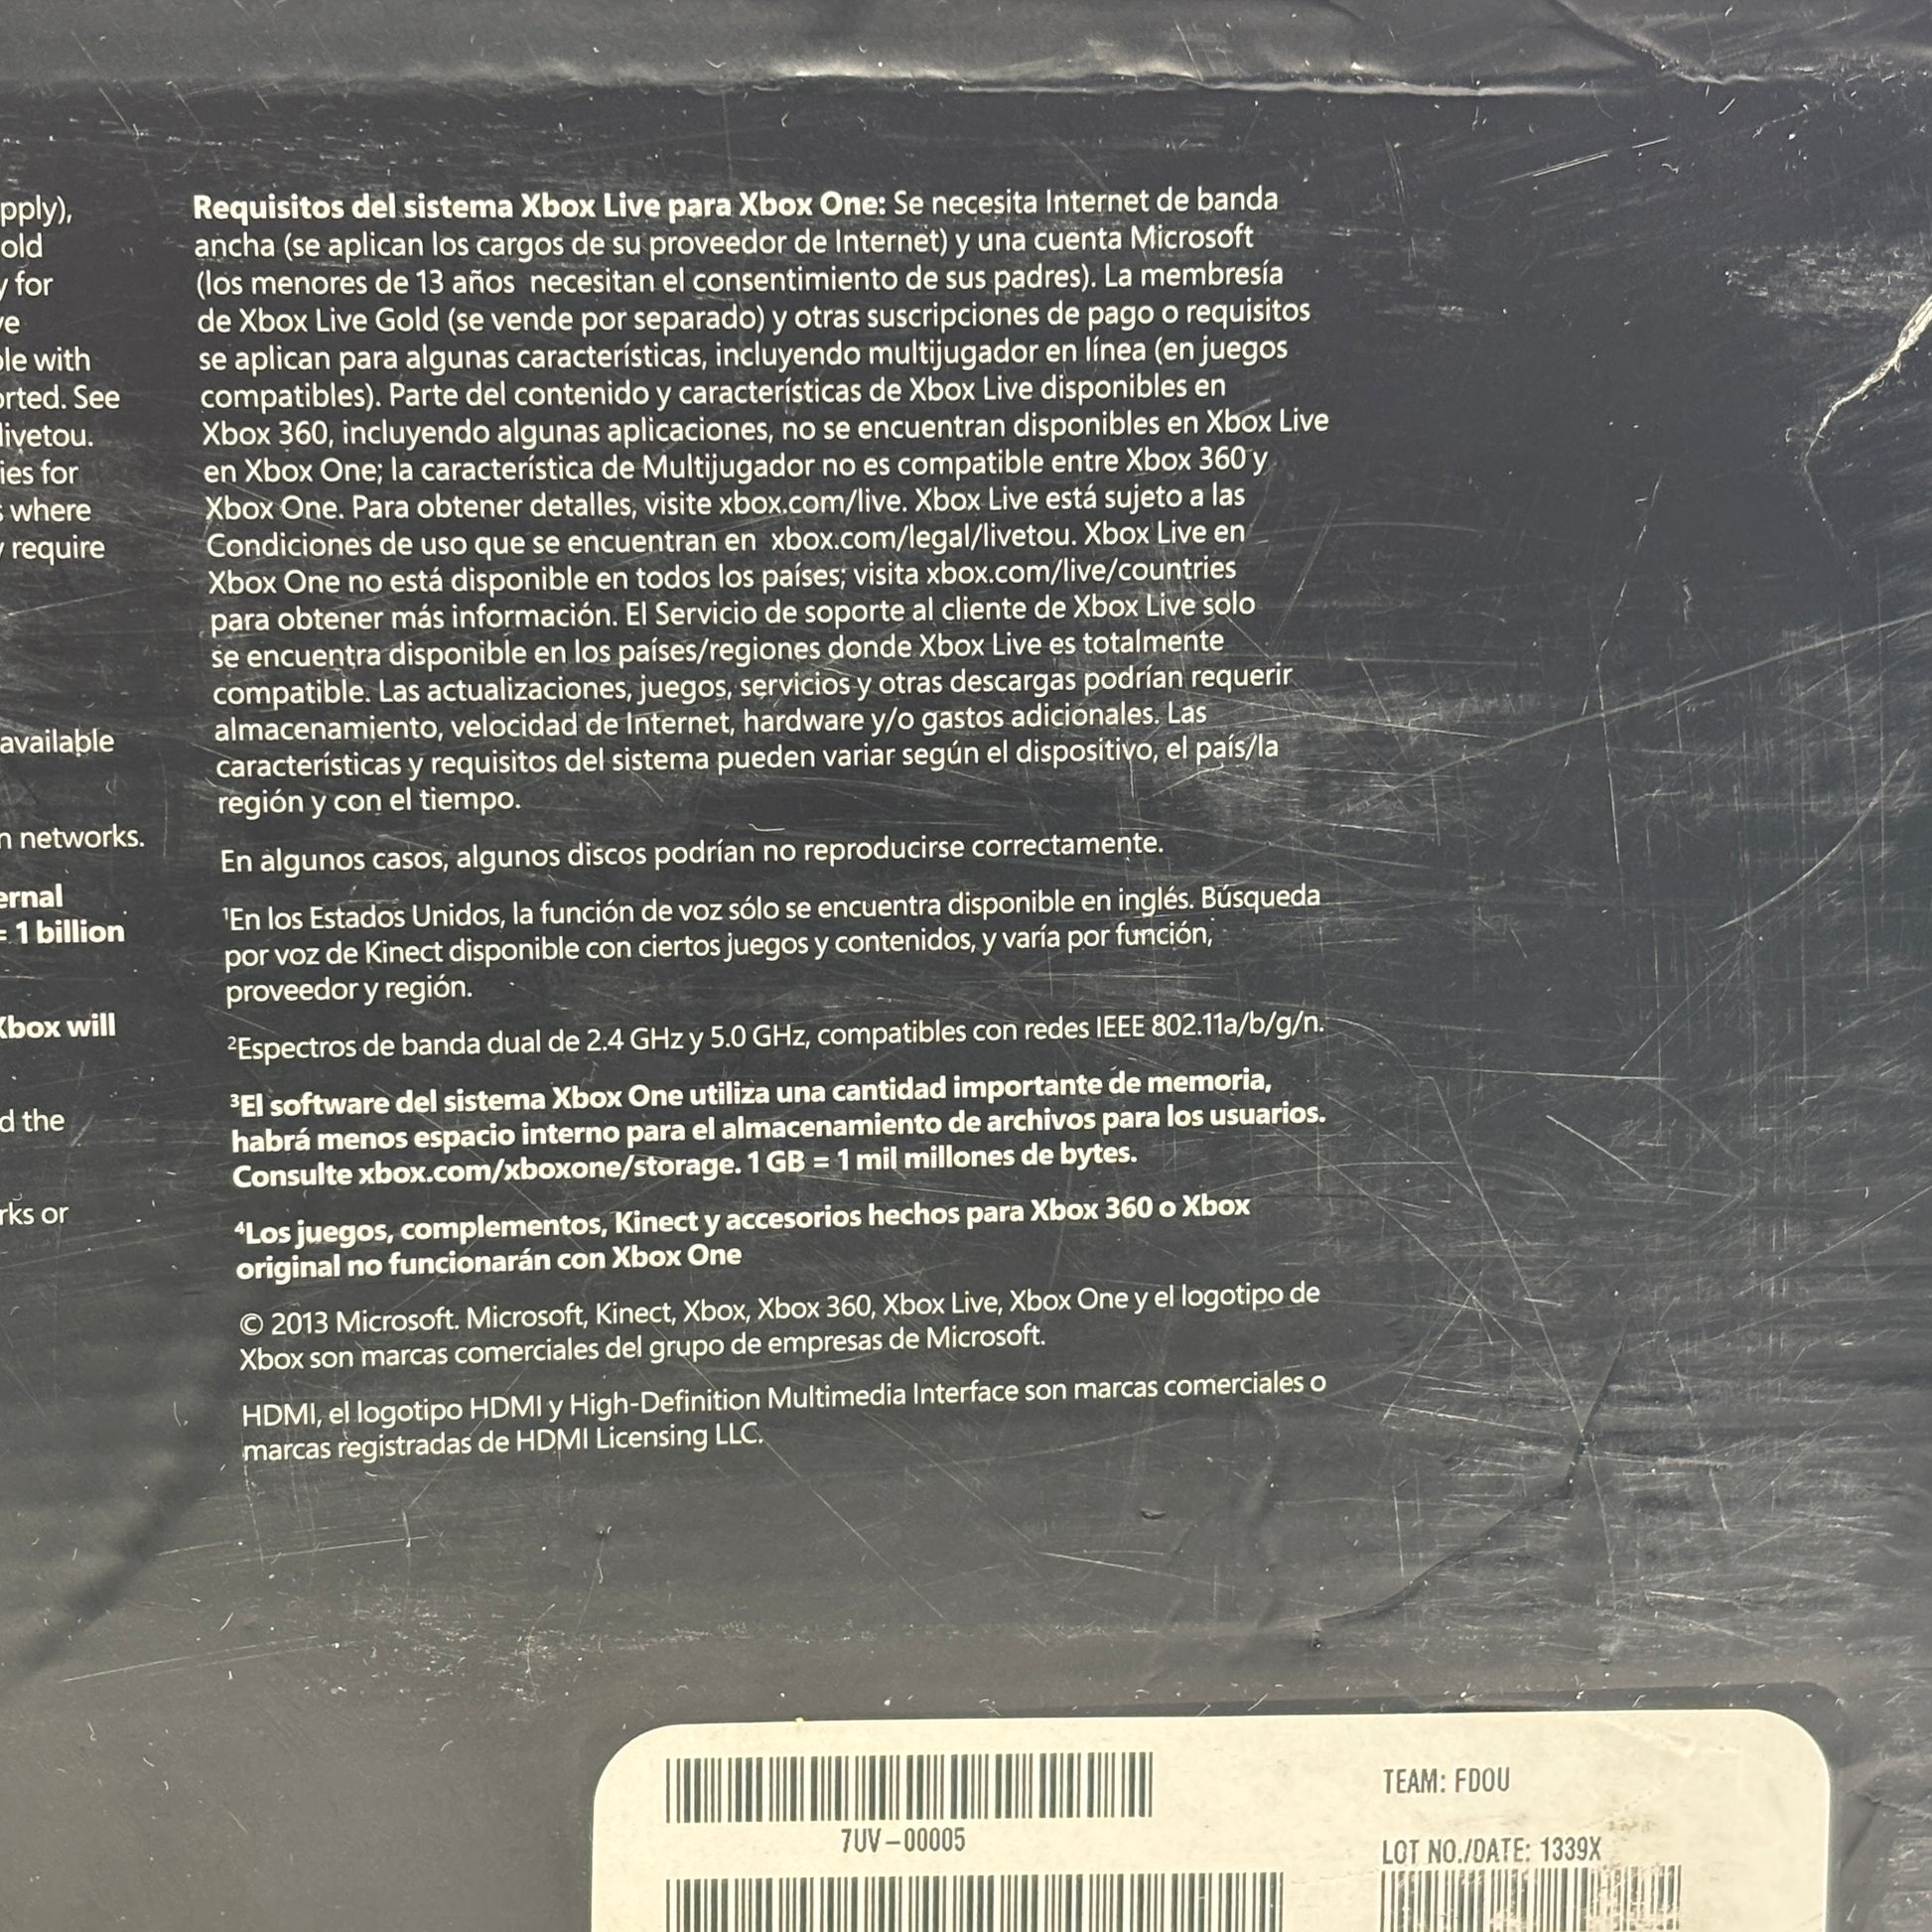 pply),
old
y for
ve
ole with
orted. See
livetou.
ies for
s where
y require
available
n networks.
ernal
= 1 billion
Xbox will
d the
rks or
Requisitos del sistema Xbox Live para Xbox One: Se necesita Internet de banda
ancha (se aplican los cargos de su proveedor de Internet) y una cuenta Microsoft
(los menores de 13 años  necesitan el consentimiento de sus padres). La membresía
de Xbox Live Gold (se vende por separado) y otras suscripciones de pago o requisitos
se aplican para algunas características, incluyendo multijugador en línea (en juegos
compatibles). Parte del contenido y características de Xbox Live disponibles en
Xbox 360, incluyendo algunas aplicaciones, no se encuentran disponibles en Xbox Live
en Xbox One; la característica de Multijugador no es compatible entre Xbox 360 y
Xbox One. Para obtener detalles, visite xbox.com/live. Xbox Live está sujeto a las
Condiciones de uso que se encuentran en  xbox.com/legal/livetou. Xbox Live en
Xbox One no está disponible en todos los países; visita xbox.com/live/countries
para obtener más información. El Servicio de soporte al cliente de Xbox Live solo
se encuentra disponible en los países/regiones donde Xbox Live es totalmente
compatible. Las actualizaciones, juegos, servicios y otras descargas podrían requerir
almacenamiento, velocidad de Internet, hardware y/o gastos adicionales. Las
características y requisitos del sistema pueden variar según el dispositivo, el país/la
región y con el tiempo.
En algunos casos, algunos discos podrían no reproducirse correctamente.
¹En los Estados Unidos, la función de voz sólo se encuentra disponible en inglés. Búsqueda
por voz de Kinect disponible con ciertos juegos y contenidos, y varía por función,
proveedor y región.
²Espectros de banda dual de 2.4 GHz y 5.0 GHz, compatibles con redes IEEE 802.11a/b/g/n.
³El software del sistema Xbox One utiliza una cantidad importante de memoria,
habrá menos espacio interno para el almacenamiento de archivos para los usuarios.
Consulte xbox.com/xboxone/storage. 1 GB = 1 mil millones de bytes.
⁴Los juegos, complementos, Kinect y accesorios hechos para Xbox 360 o Xbox
original no funcionarán con Xbox One
© 2013 Microsoft. Microsoft, Kinect, Xbox, Xbox 360, Xbox Live, Xbox One y el logotipo de
Xbox son marcas comerciales del grupo de empresas de Microsoft.
HDMI, el logotipo HDMI y High-Definition Multimedia Interface son marcas comerciales o
marcas registradas de HDMI Licensing LLC.
7UV-00005
TEAM: FDOU
LOT NO./DATE: 1339X